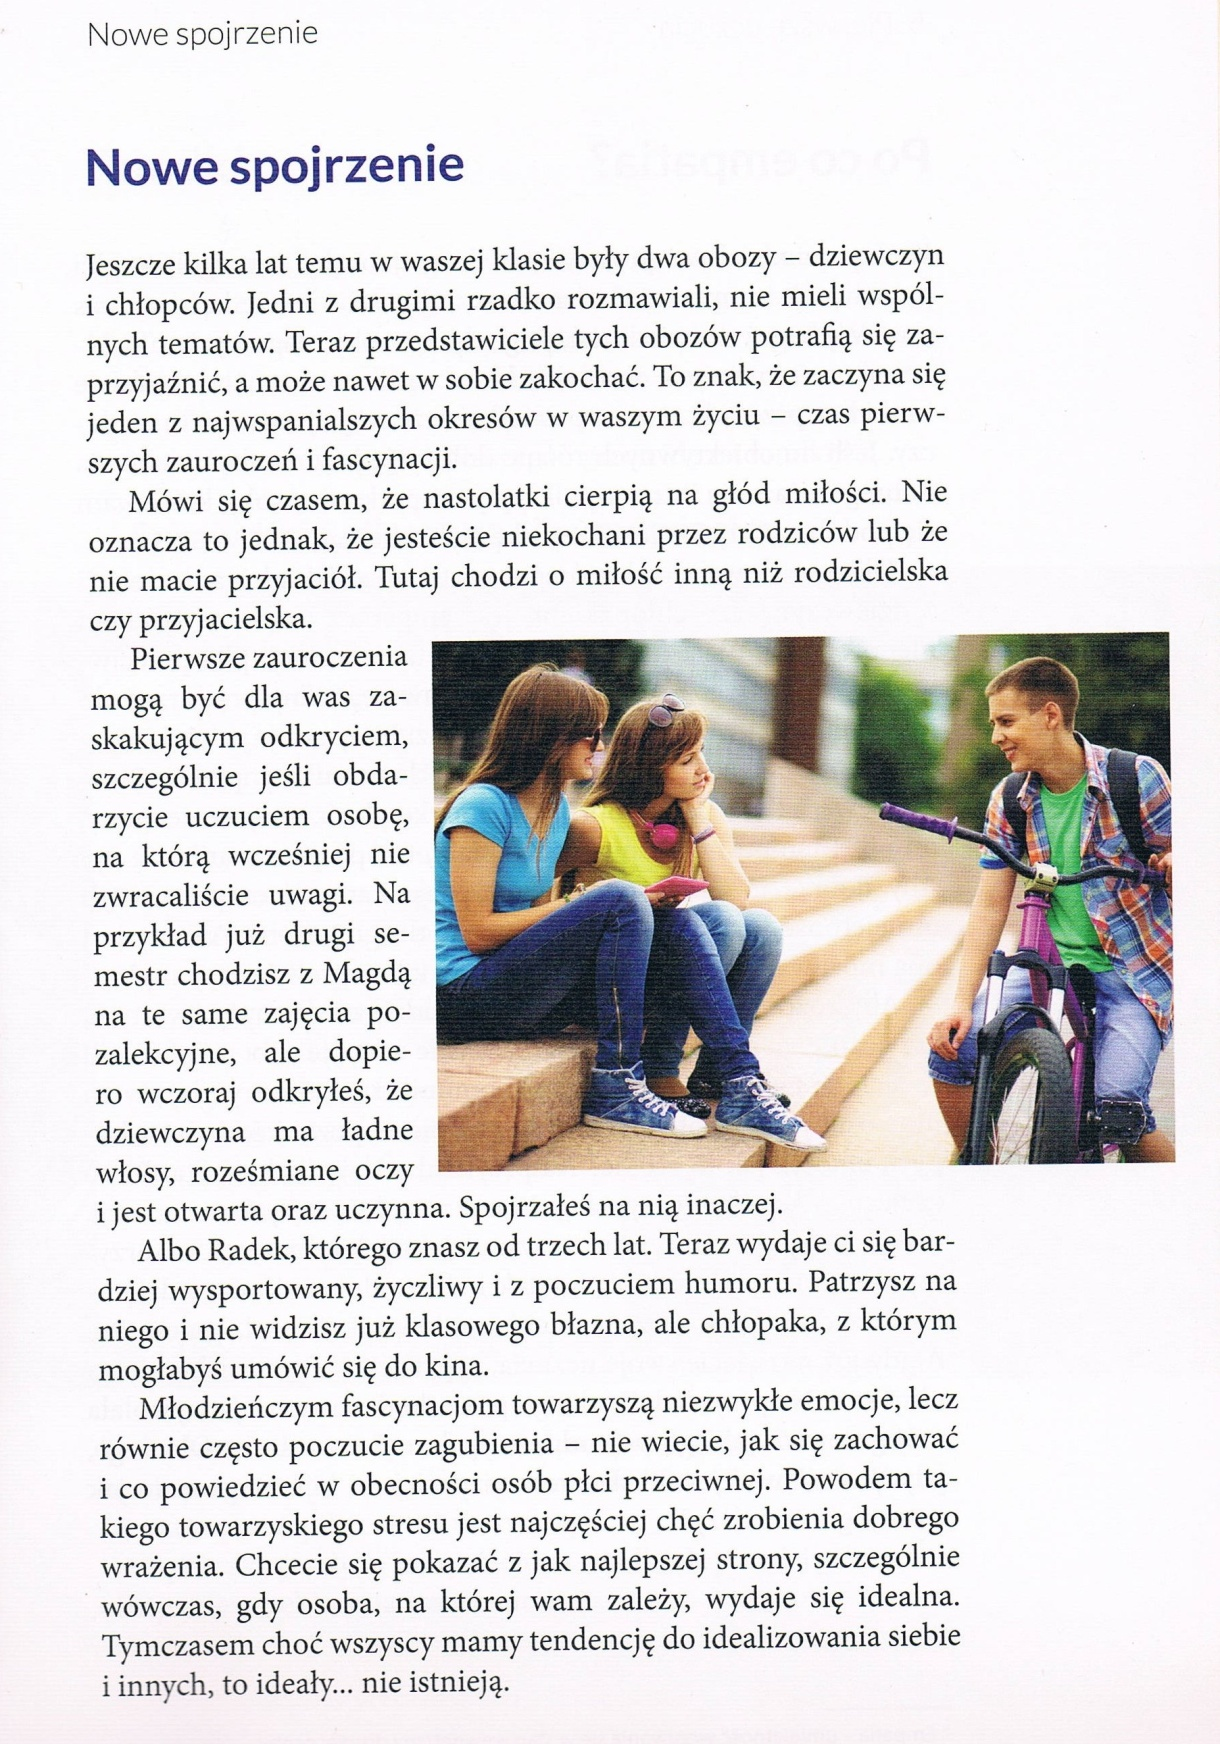 Nowe spojrzenie
Nowe spojrzenie
Jeszcze kilka lat temu w waszej klasie były dwa obozy – dziewczyn
i chłopców. Jedni z drugimi rzadko rozmawiali, nie mieli wspól-
nych tematów. Teraz przedstawiciele tych obozów potrafią się za-
przyjaźnić, a może nawet w sobie zakochać. To znak, że zaczyna się
jeden z najwspanialszych okresów w waszym życiu – czas pierw-
szych zauroczeń i fascynacji.
Mówi się czasem, że nastolatki cierpią na głód miłości. Nie
oznacza to jednak, że jesteście niekochani przez rodziców lub że
nie macie przyjaciół. Tutaj chodzi o miłość inną niż rodzicielska
czy przyjacielska.
Pierwsze zauroczenia
mogą być dla was za-
skakującym odkryciem,
szczególnie jeśli obda-
rzycie uczuciem osobę,
na którą wcześniej nie
zwracaliście uwagi. Na
przykład już drugi se-
mestr chodzisz z Magdą
na te same zajęcia po-
zalekcyjne, ale dopie-
ro wczoraj odkryłeś, że
dziewczyna ma ładne
włosy, roześmiane oczy
i jest otwarta oraz uczynna. Spojrzałeś na nią inaczej.
Albo Radek, którego znasz od trzech lat. Teraz wydaje ci się bar-
dziej wysportowany, życzliwy i z poczuciem humoru. Patrzysz na
niego i nie widzisz już klasowego błazna, ale chłopaka, z którym
mogłabyś umówić się do kina.
Młodzieńczym fascynacjom towarzyszą niezwykłe emocje, lecz
równie często poczucie zagubienia – nie wiecie, jak się zachować
i co powiedzieć w obecności osób płci przeciwnej. Powodem ta-
kiego towarzyskiego stresu jest najczęściej chęć zrobienia dobrego
wrażenia. Chcecie się pokazać z jak najlepszej strony, szczególnie
wówczas, gdy osoba, na której wam zależy, wydaje się idealna.
Tymczasem choć wszyscy mamy tendencję do idealizowania siebie
i innych, to ideały... nie istnieją.